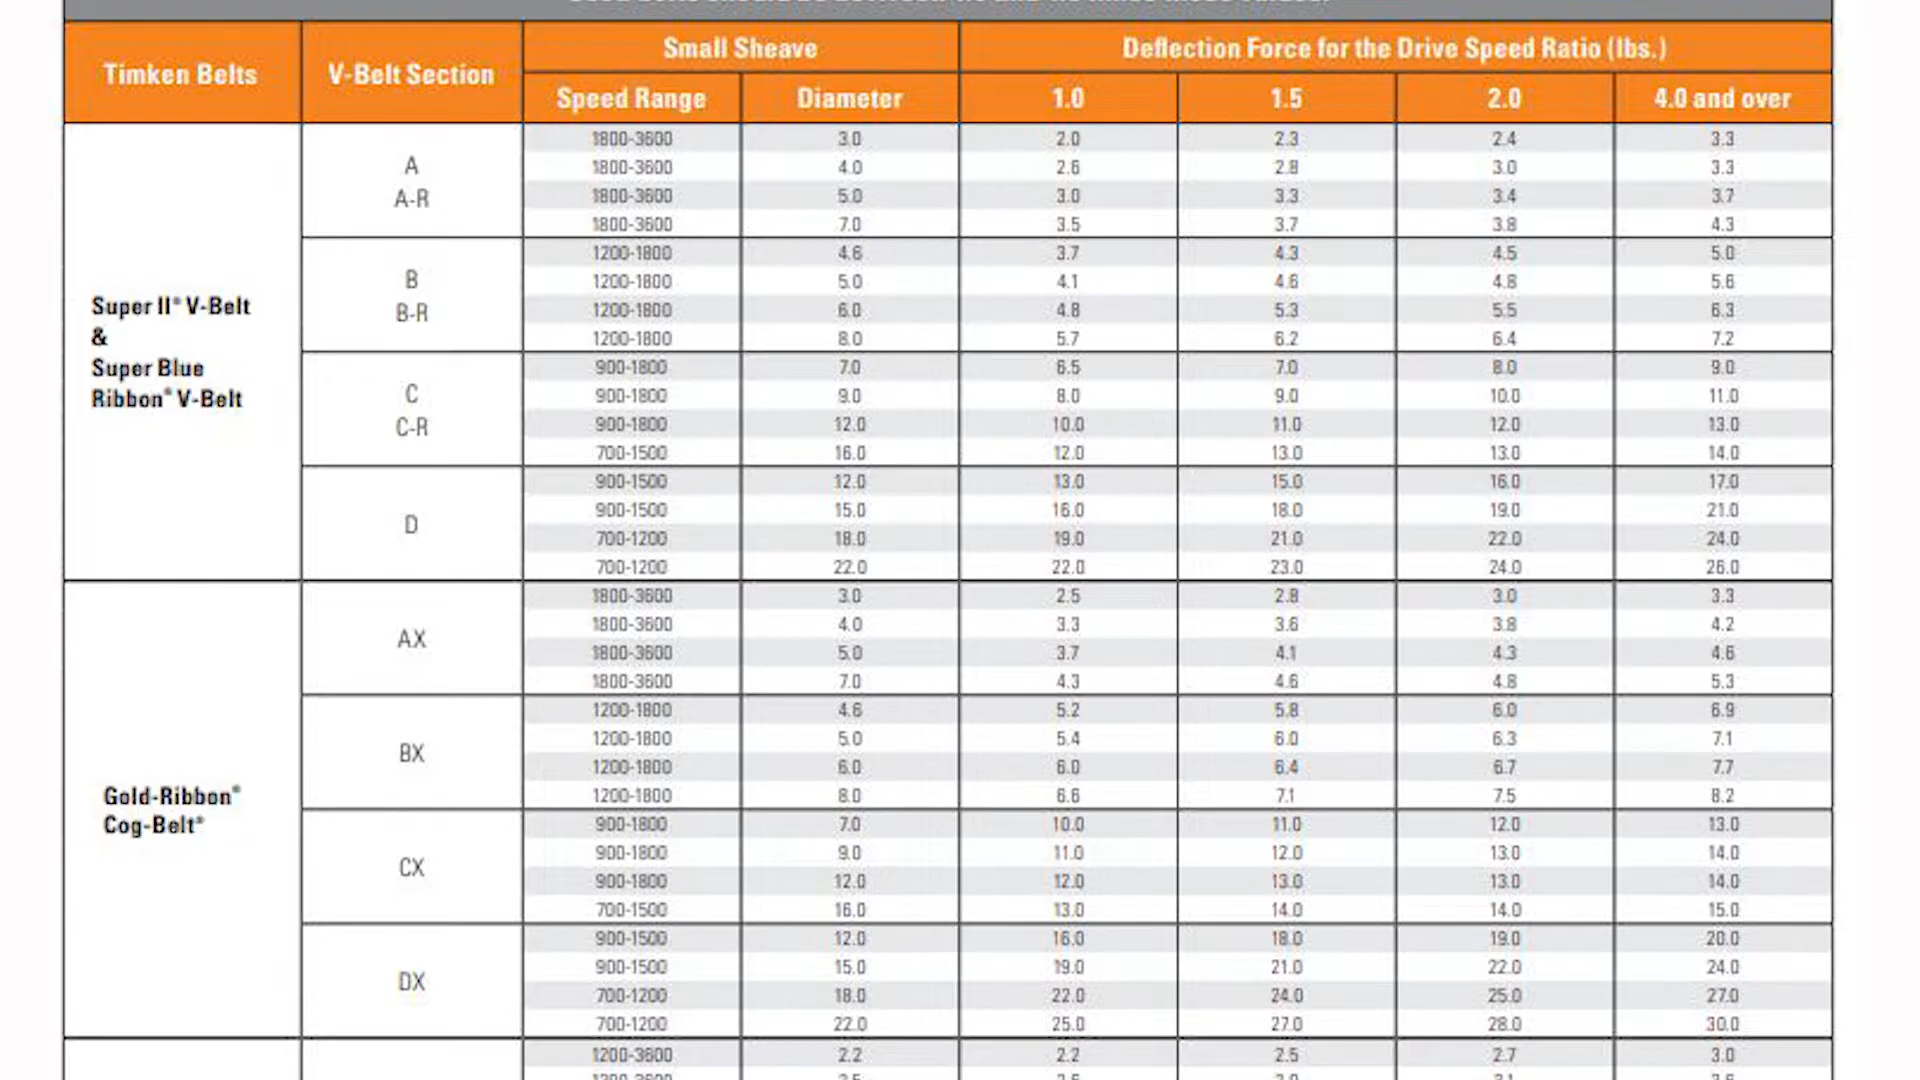 Small Sheave Deflection Force for the Drive Speed Ratio (lbs.)
Timken Belts V-Belt Section
Speed Range Diameter 1.0 1.5 2.0 4.0 and over
1800-3600 3.0 2.0 2.3 2.4 3.3
A 1800-3600 4.0 2.6 2.8 3.0 3.3
A-R 1800-3600 5.0 3.0 3.3 3.4 3.7
1800-3600 7.0 3.5 3.7 3.8 4.3
1200-1800 4.6 3.7 4.3 4.5 5.0
B 1200-1800 5.0 4.1 4.6 4.8 5.6
Super II® V-Belt B-R 1200-1800 6.0 4.8 5.3 5.5 6.3
& 1200-1800 8.0 5.7 6.2 6.4 7.2
Super Blue 900-1800 7.0 6.5 7.0 8.0 9.0
Ribbon® V-Belt C 900-1800 9.0 8.0 9.0 10.0 11.0
C-R 900-1800 12.0 10.0 11.0 12.0 13.0
700-1500 16.0 12.0 13.0 13.0 14.0
900-1500 12.0 13.0 15.0 16.0 17.0
D 900-1500 15.0 16.0 18.0 19.0 21.0
700-1200 18.0 19.0 21.0 22.0 24.0
700-1200 22.0 22.0 23.0 24.0 26.0
1800-3600 3.0 2.5 2.8 3.0 3.3
AX 1800-3600 4.0 3.3 3.6 3.8 4.2
1800-3600 5.0 3.7 4.1 4.3 4.6
1800-3600 7.0 4.3 4.6 4.8 5.3
1200-1800 4.6 5.2 5.8 6.0 6.9
BX 1200-1800 5.0 5.4 6.0 6.3 7.1
1200-1800 6.0 6.0 6.4 6.7 7.7
Gold-Ribbon® 1200-1800 8.0 6.6 7.1 7.5 8.2
Cog-Belt® 900-1800 7.0 10.0 11.0 12.0 13.0
CX 900-1800 9.0 11.0 12.0 13.0 14.0
900-1800 12.0 12.0 13.0 13.0 14.0
700-1500 16.0 13.0 14.0 14.0 15.0
900-1500 12.0 16.0 18.0 19.0 20.0
DX 900-1500 15.0 19.0 21.0 22.0 24.0
700-1200 18.0 22.0 24.0 25.0 27.0
700-1200 22.0 25.0 27.0 28.0 30.0
1200-3600 2.2 2.2 2.5 2.7 3.0